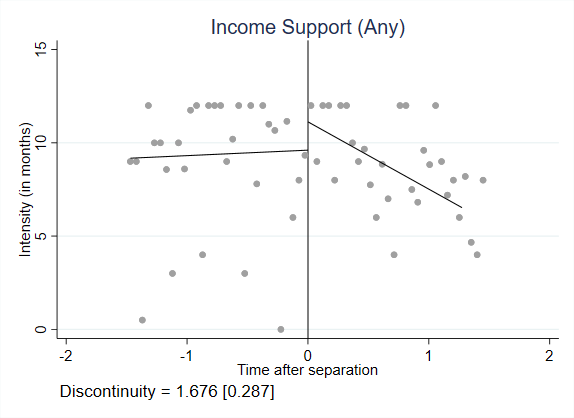 Income Support (Any)
Intensity (in months)
15
10
5
0
-2 -1 0 1 2
Time after separation
Discontinuity = 1.676 [0.287]